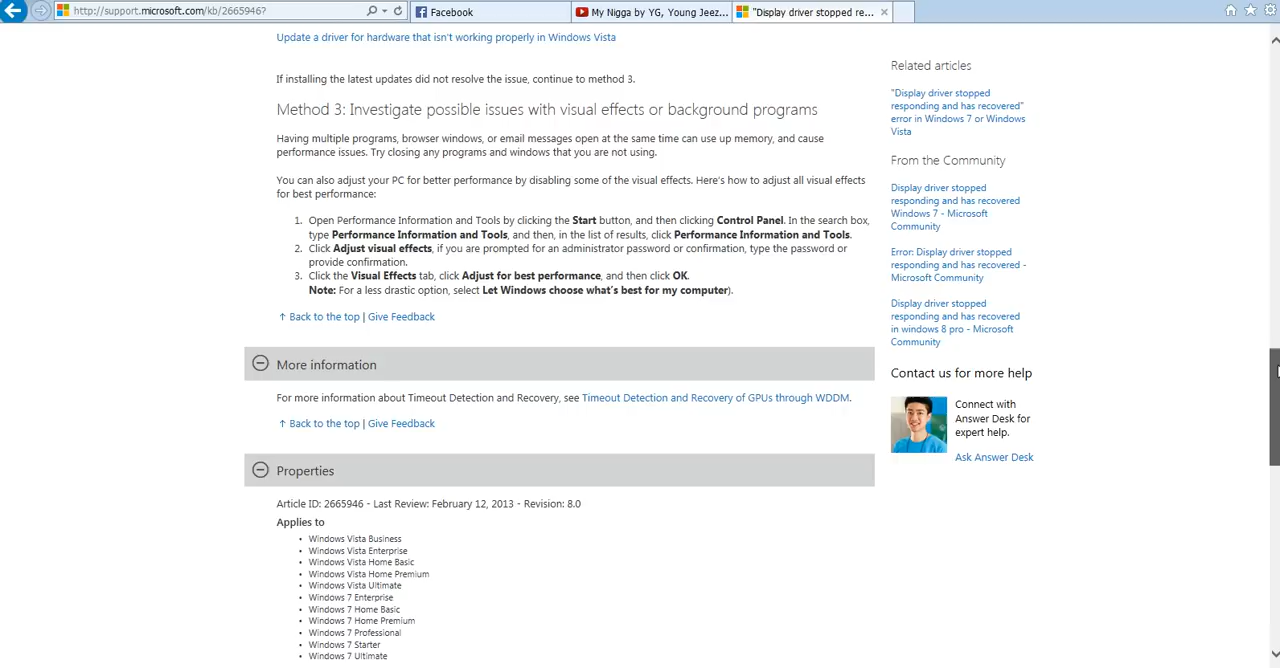 http://support.microsoft.com/kb/2665946?
Facebook
My Nigga by YG, Young Jeez...
"Display driver stopped re...
Update a driver for hardware that isn't working properly in Windows Vista
If installing the latest updates did not resolve the issue, continue to method 3.
Method 3: Investigate possible issues with visual effects or background programs
Having multiple programs, browser windows, or email messages open at the same time can use up memory, and cause
performance issues. Try closing any programs and windows that you are not using.
You can also adjust your PC for better performance by disabling some of the visual effects. Here's how to adjust all visual effects
for best performance:
1. Open Performance Information and Tools by clicking the Start button, and then clicking Control Panel. In the search box,
type Performance Information and Tools, and then, in the list of results, click Performance Information and Tools.
2. Click Adjust visual effects, if you are prompted for an administrator password or confirmation, type the password or
provide confirmation.
3. Click the Visual Effects tab, click Adjust for best performance, and then click OK.
Note: For a less drastic option, select Let Windows choose what's best for my computer).
↑ Back to the top | Give Feedback
More information
For more information about Timeout Detection and Recovery, see Timeout Detection and Recovery of GPUs through WDDM.
↑ Back to the top | Give Feedback
Properties
Article ID: 2665946 - Last Review: February 12, 2013 - Revision: 8.0
Applies to
• Windows Vista Business
• Windows Vista Enterprise
• Windows Vista Home Basic
• Windows Vista Home Premium
• Windows Vista Ultimate
• Windows 7 Enterprise
• Windows 7 Home Basic
• Windows 7 Home Premium
• Windows 7 Professional
• Windows 7 Starter
• Windows 7 Ultimate
Related articles
"Display driver stopped
responding and has recovered"
error in Windows 7 or Windows
Vista
From the Community
Display driver stopped
responding and has recovered
Windows 7 - Microsoft
Community
Error: Display driver stopped
responding and has recovered -
Microsoft Community
Display driver stopped
responding and has recovered
in windows 8 pro - Microsoft
Community
Contact us for more help
Connect with
Answer Desk for
expert help.
Ask Answer Desk